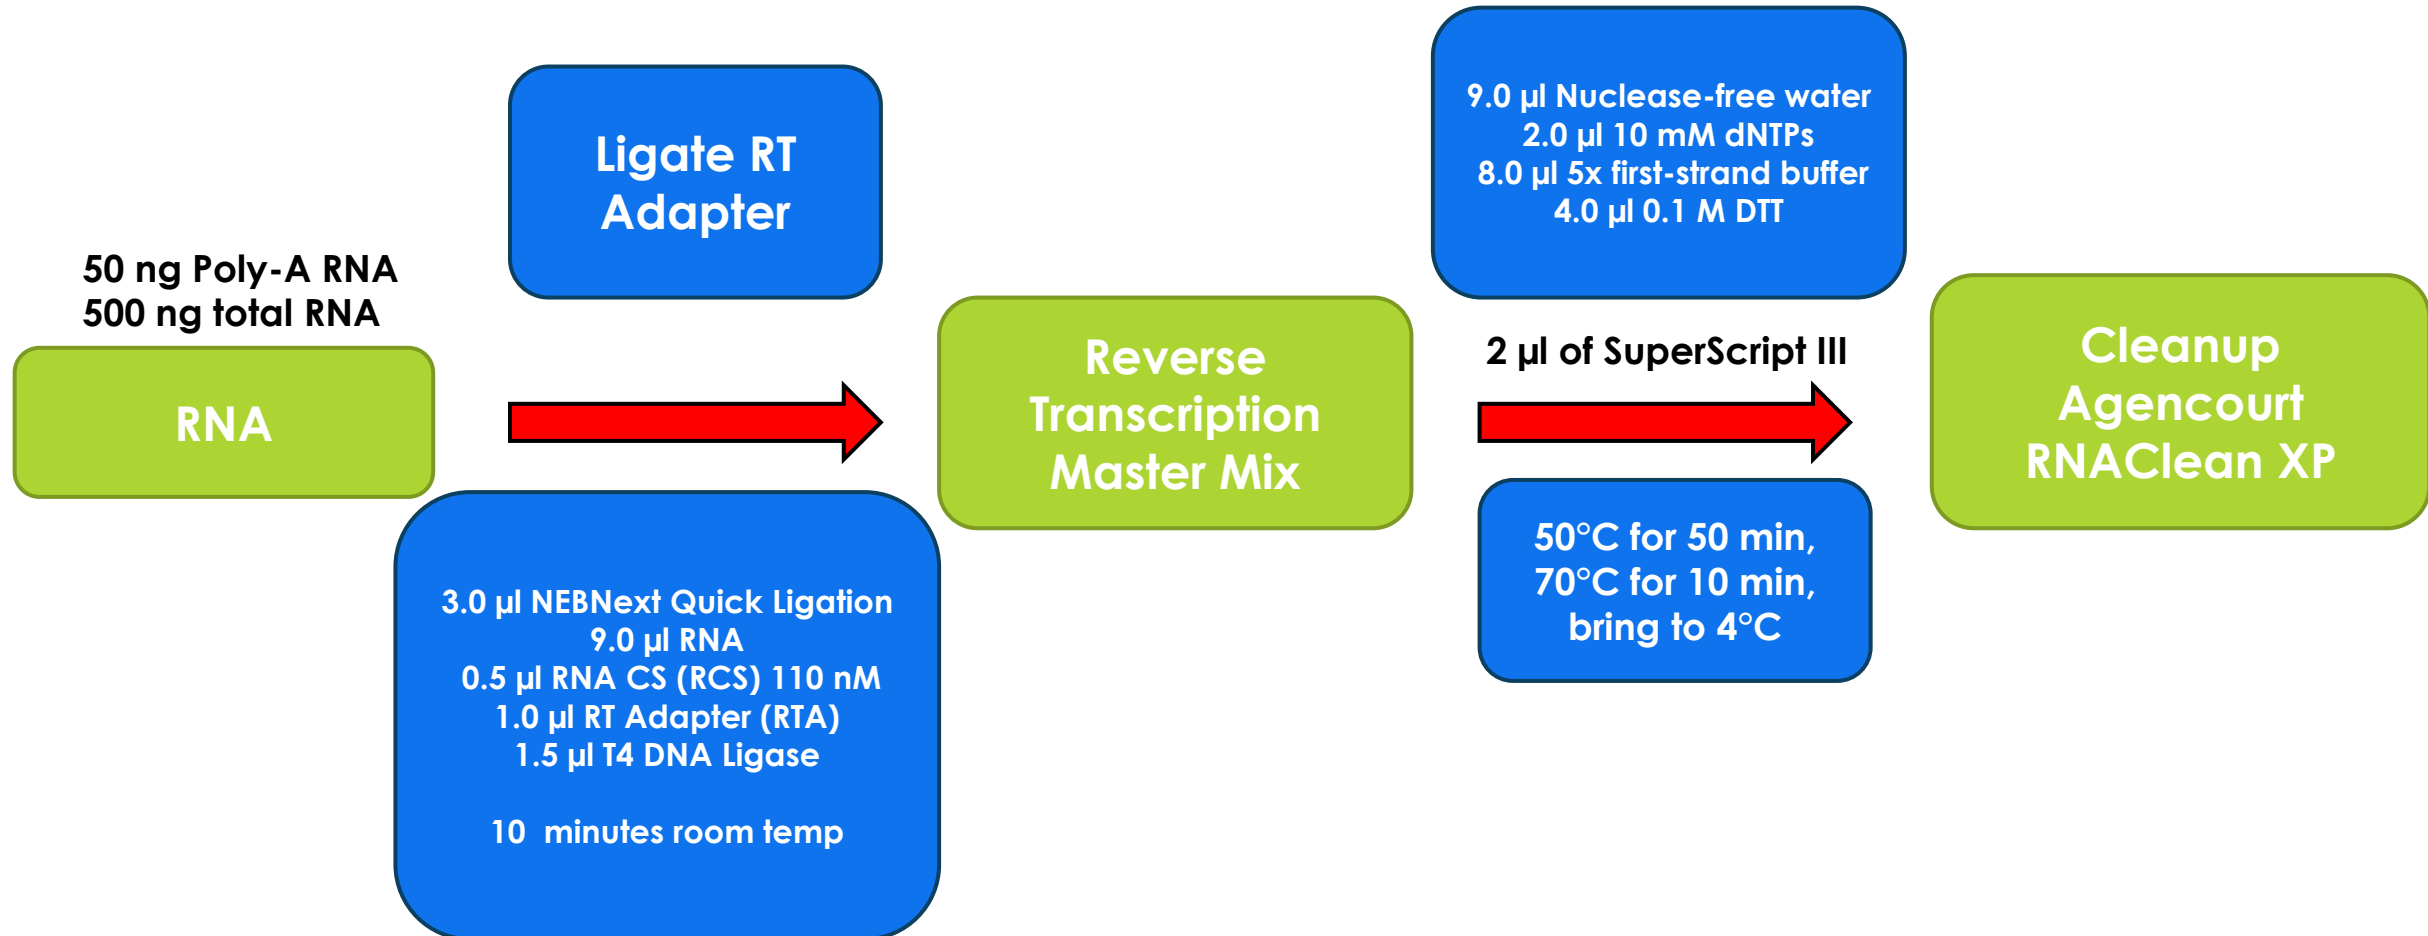 50 ng Poly-A RNA
500 ng total RNA
RNA
Ligate RT
Adapter
3.0 µl NEBNext Quick Ligation
9.0 µl RNA
0.5 µl RNA CS (RCS) 110 nM
1.0 µl RT Adapter (RTA)
1.5 µl T4 DNA Ligase
10 minutes room temp
Reverse
Transcription
Master Mix
9.0 µl Nuclease-free water
2.0 µl 10 mM dNTPs
8.0 µl 5x first-strand buffer
4.0 µl 0.1 M DTT
2 µl of SuperScript III
50°C for 50 min,
70°C for 10 min,
bring to 4°C
Cleanup
Agencourt
RNAClean XP